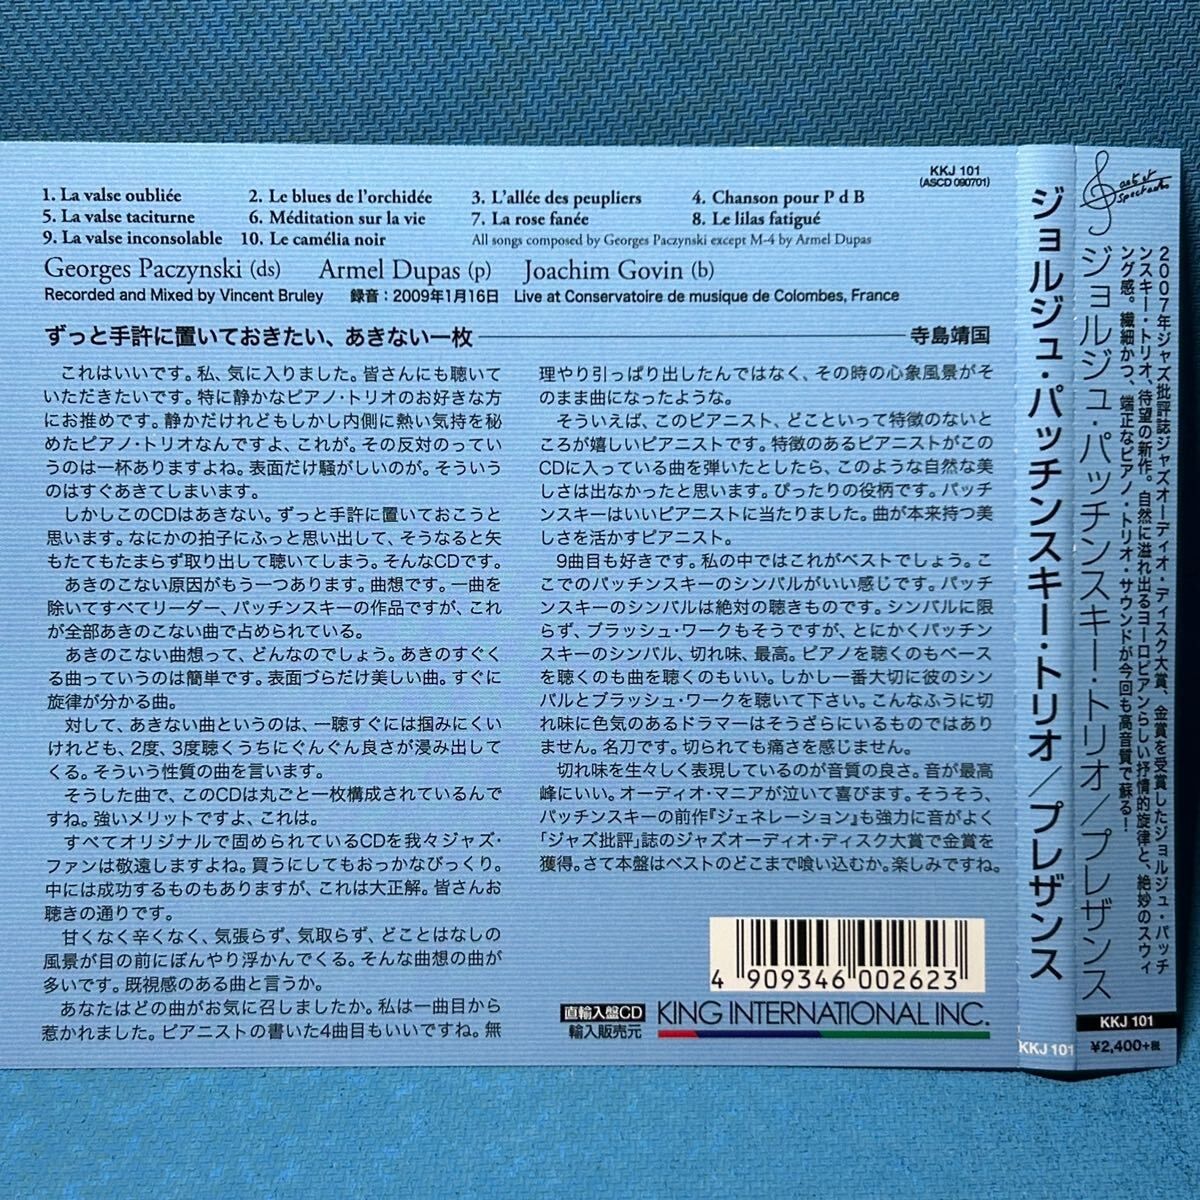 KKJ 101
(ASCD 090701)
1. La valse oubliée 2. Le blues de l'orchidée 3. L'allée des peupliers 4. Chanson pour P d B
5. La valse taciturne 6. Méditation sur la vie 7. La rose fanée 8. Le lilas fatigué
9. La valse inconsolable 10. Le camélia noir All songs composed by Georges Paczynski except M-4 by Armel Dupas
Georges Paczynski (ds) Armel Dupas (p) Joachim Govin (b)
Recorded and Mixed by Vincent Bruley 録音：2009年1月16日 Live at Conservatoire de musique de Colombes, France
ずっと手許に置いておきたい、あきない一枚 ――― 寺島靖国
これはいいです。私、気に入りました。皆さんにも聴いて
いただきたいです。特に静かなピアノ・トリオのお好きな方
にお推めです。静かだけれどもしかし内側に熱い気持を秘
めたピアノ・トリオなんですよ、これが。その反対のってい
うのは一杯ありますよね。表面だけ騒がしいのが。そういう
のはすぐあきてしまいます。
しかしこのCDはあきない。ずっと手許に置いておこうと
思います。なにかの拍子にふっと思い出して、そうなると矢
もたてもたまらず取り出して聴いてしまう。そんなCDです。
あきのこない原因がもう一つあります。曲想です。一曲を
除いてすべてリーダー、パッチンスキーの作品ですが、これ
が全部あきのこない曲で占められている。
あきのこない曲想って、どんなのでしょう。あきのすぐく
る曲っていうのは簡単です。表面づらだけ美しい曲。すぐに
旋律が分かる曲。
対して、あきない曲というのは、一聴すぐには掴みにくい
けれども、2度、3度聴くうちにぐんぐん良さが浸み出して
くる。そういう性質の曲を言います。
そうした曲で、このCDは丸ごと一枚構成されているんで
すね。強いメリットですよ、これは。
すべてオリジナルで固められているCDを我々ジャズ・
ファンは敬遠しますよね。買うにしてもおっかなびっくり。
中には成功するものもありますが、これは大正解。皆さんお
聴きの通りです。
甘くなく辛くなく、気張らず、気取らず、どことはなしの
風景が目の前にぼんやり浮かんでくる。そんな曲想の曲が
多いです。既視感のある曲と言うか。
あなたはどの曲がお気に召しましたか。私は一曲目から
惹かれました。ピアニストの書いた4曲目もいいですね。無
理やり引っぱり出したんではなく、その時の心象風景がそ
のまま曲になったような。
そういえば、このピアニスト、どこといって特徴のないと
ころが嬉しいピアニストです。特徴のあるピアニストがこの
CDに入っている曲を弾いたとしたら、このような自然な美
しさは出なかったと思います。ぴったりの役柄です。パッチ
ンスキーはいいピアニストに当たりました。曲が本来持つ美
しさを活かすピアニスト。
9曲目も好きです。私の中ではこれがベストでしょう。こ
こでのパッチンスキーのシンバルがいい感じです。パッチ
ンスキーのシンバルは絶対の聴きものです。シンバルに限
らず、ブラッシュ・ワークもそうですが、とにかくパッチン
スキーのシンバル、切れ味、最高。ピアノを聴くのもベース
を聴くのも曲を聴くのもいい。しかし一番大切に彼のシン
バルとブラッシュ・ワークを聴いて下さい。こんなふうに切
れ味に色気のあるドラマーはそうざらにいるものではあり
ません。名刀です。切られても痛さを感じません。
切れ味を生々しく表現しているのが音質の良さ。音が最高
峰にいい。オーディオ・マニアが泣いて喜びます。そうそう、
パッチンスキーの前作『ジェネレーション』も強力に音がよく
「ジャズ批評」誌のジャズオーディオ・ディスク大賞で金賞を
獲得。さて本盤はベストのどこまで喰い込むか。楽しみですね。
4 909346 002623
直輸入盤CD
輸入販売元
KING INTERNATIONAL INC.
ジョルジュ・パッチンスキー・トリオ／プレザンス
KKJ 101
art et
spectacles
2007年ジャズ批評誌ジャズオーディオ・ディスク大賞、金賞を受賞したジョルジュ・パッチ
ンスキー・トリオ、待望の新作。自然に溢れ出るヨーロピアンらしい抒情的旋律と、絶妙のスウィ
ング感。繊細かつ、端正なピアノ・トリオ・サウンドが今回も高音質で蘇る！
ジョルジュ・パッチンスキー・トリオ／プレザンス
KKJ 101
¥2,400+税